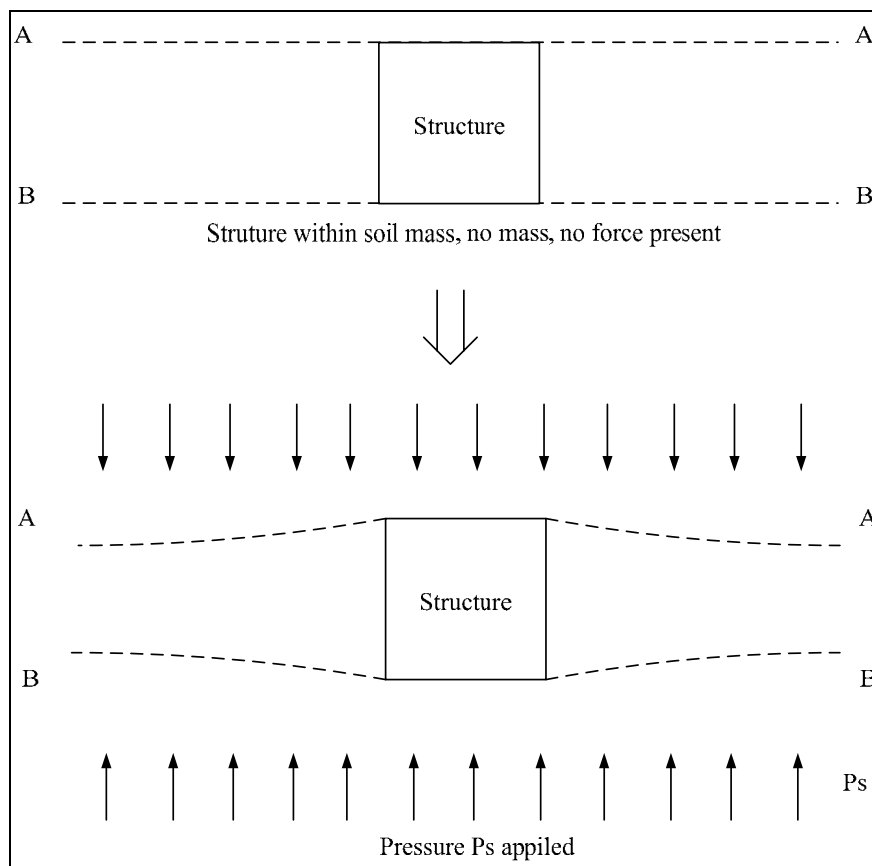 A A
Structure
B B
Struture within soil mass, no mass, no force present
A A
Structure
B B
Ps
Pressure Ps appiled